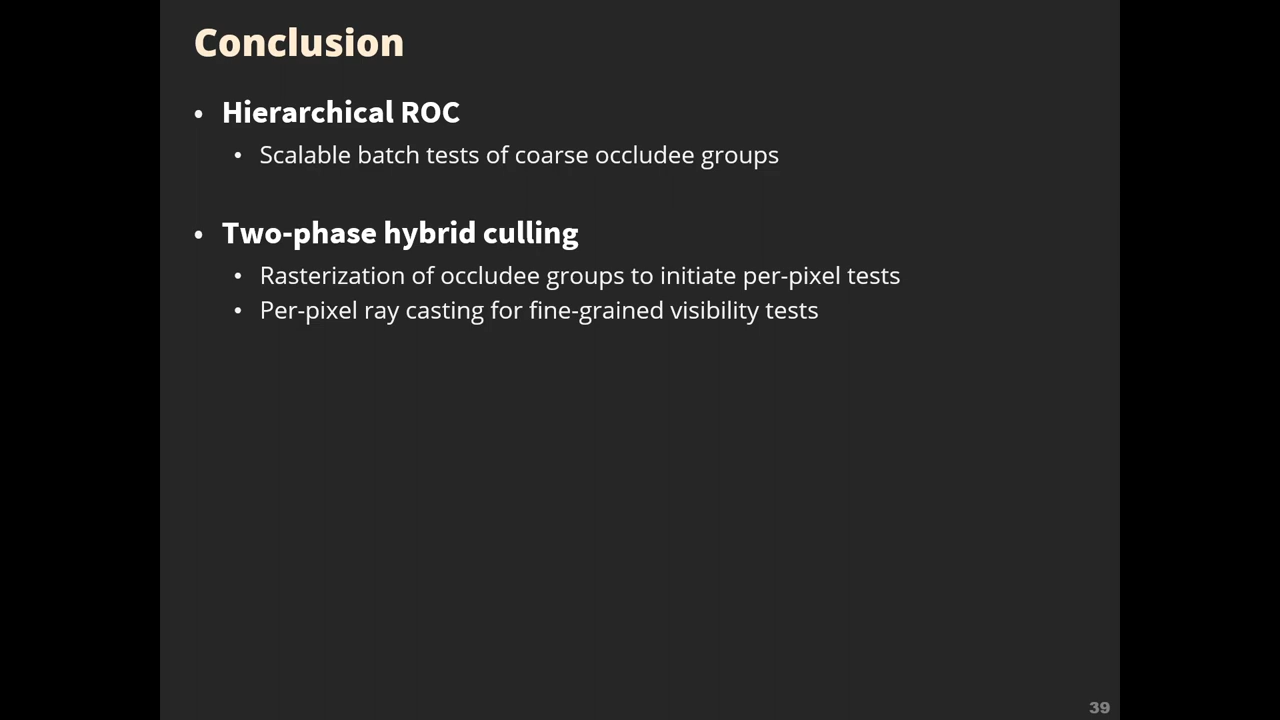 Conclusion
• Hierarchical ROC
• Scalable batch tests of coarse occludee groups
• Two-phase hybrid culling
• Rasterization of occludee groups to initiate per-pixel tests
• Per-pixel ray casting for fine-grained visibility tests
39